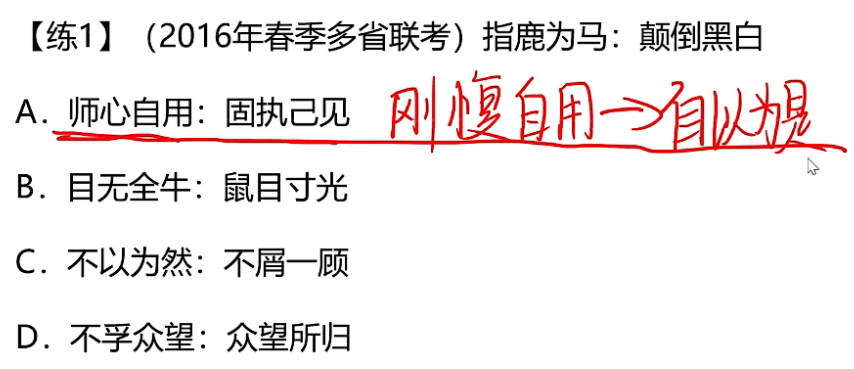 【练1】（2016年春季多省联考）指鹿为马：颠倒黑白
A．师心自用：固执己见 刚愎自用→自以为是
B．目无全牛：鼠目寸光
C．不以为然：不屑一顾
D．不孚众望：众望所归